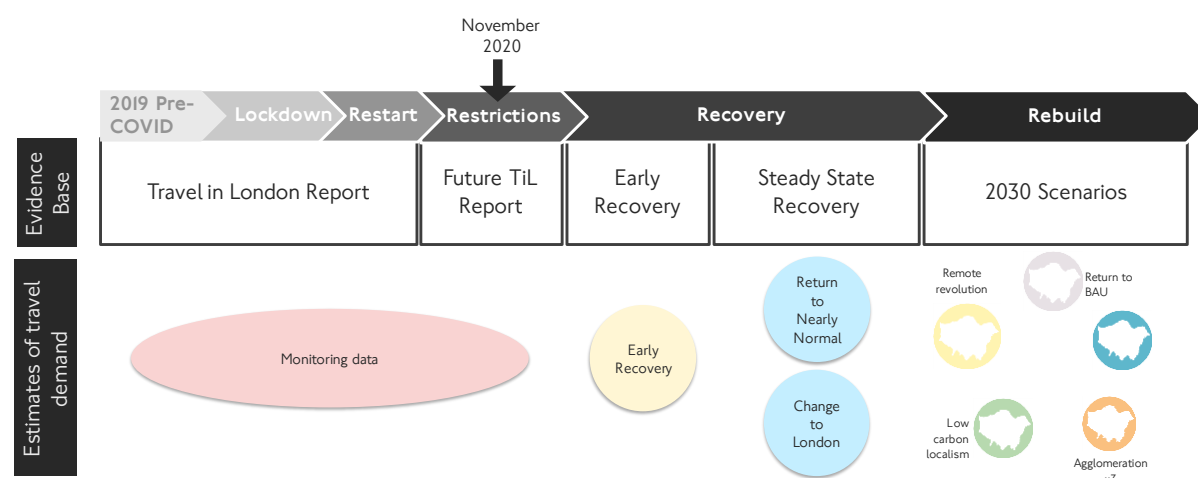 November
2020
2019 Pre-
COVID
Lockdown
Restart
Restrictions
Recovery
Rebuild
Evidence
Base
Travel in London Report
Future TiL
Report
Early
Recovery
Steady State
Recovery
2030 Scenarios
Estimates of travel
demand
Monitoring data
Early
Recovery
Return
to
Nearly
Normal
Change
to
London
Remote
revolution
Return to
BAU
Low
carbon
localism
Agglomeration